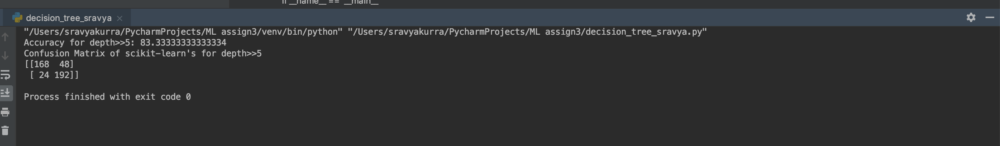 if __name__ == '__main__'
decision_tree_sravya
"/Users/sravyakurra/PycharmProjects/ML assign3/venv/bin/python" "/Users/sravyakurra/PycharmProjects/ML assign3/decision_tree_sravya.py"
Accuracy for depth>>5: 83.33333333333334
Confusion Matrix of scikit-learn's for depth>>5
[[168  48]
 [ 24 192]]
Process finished with exit code 0